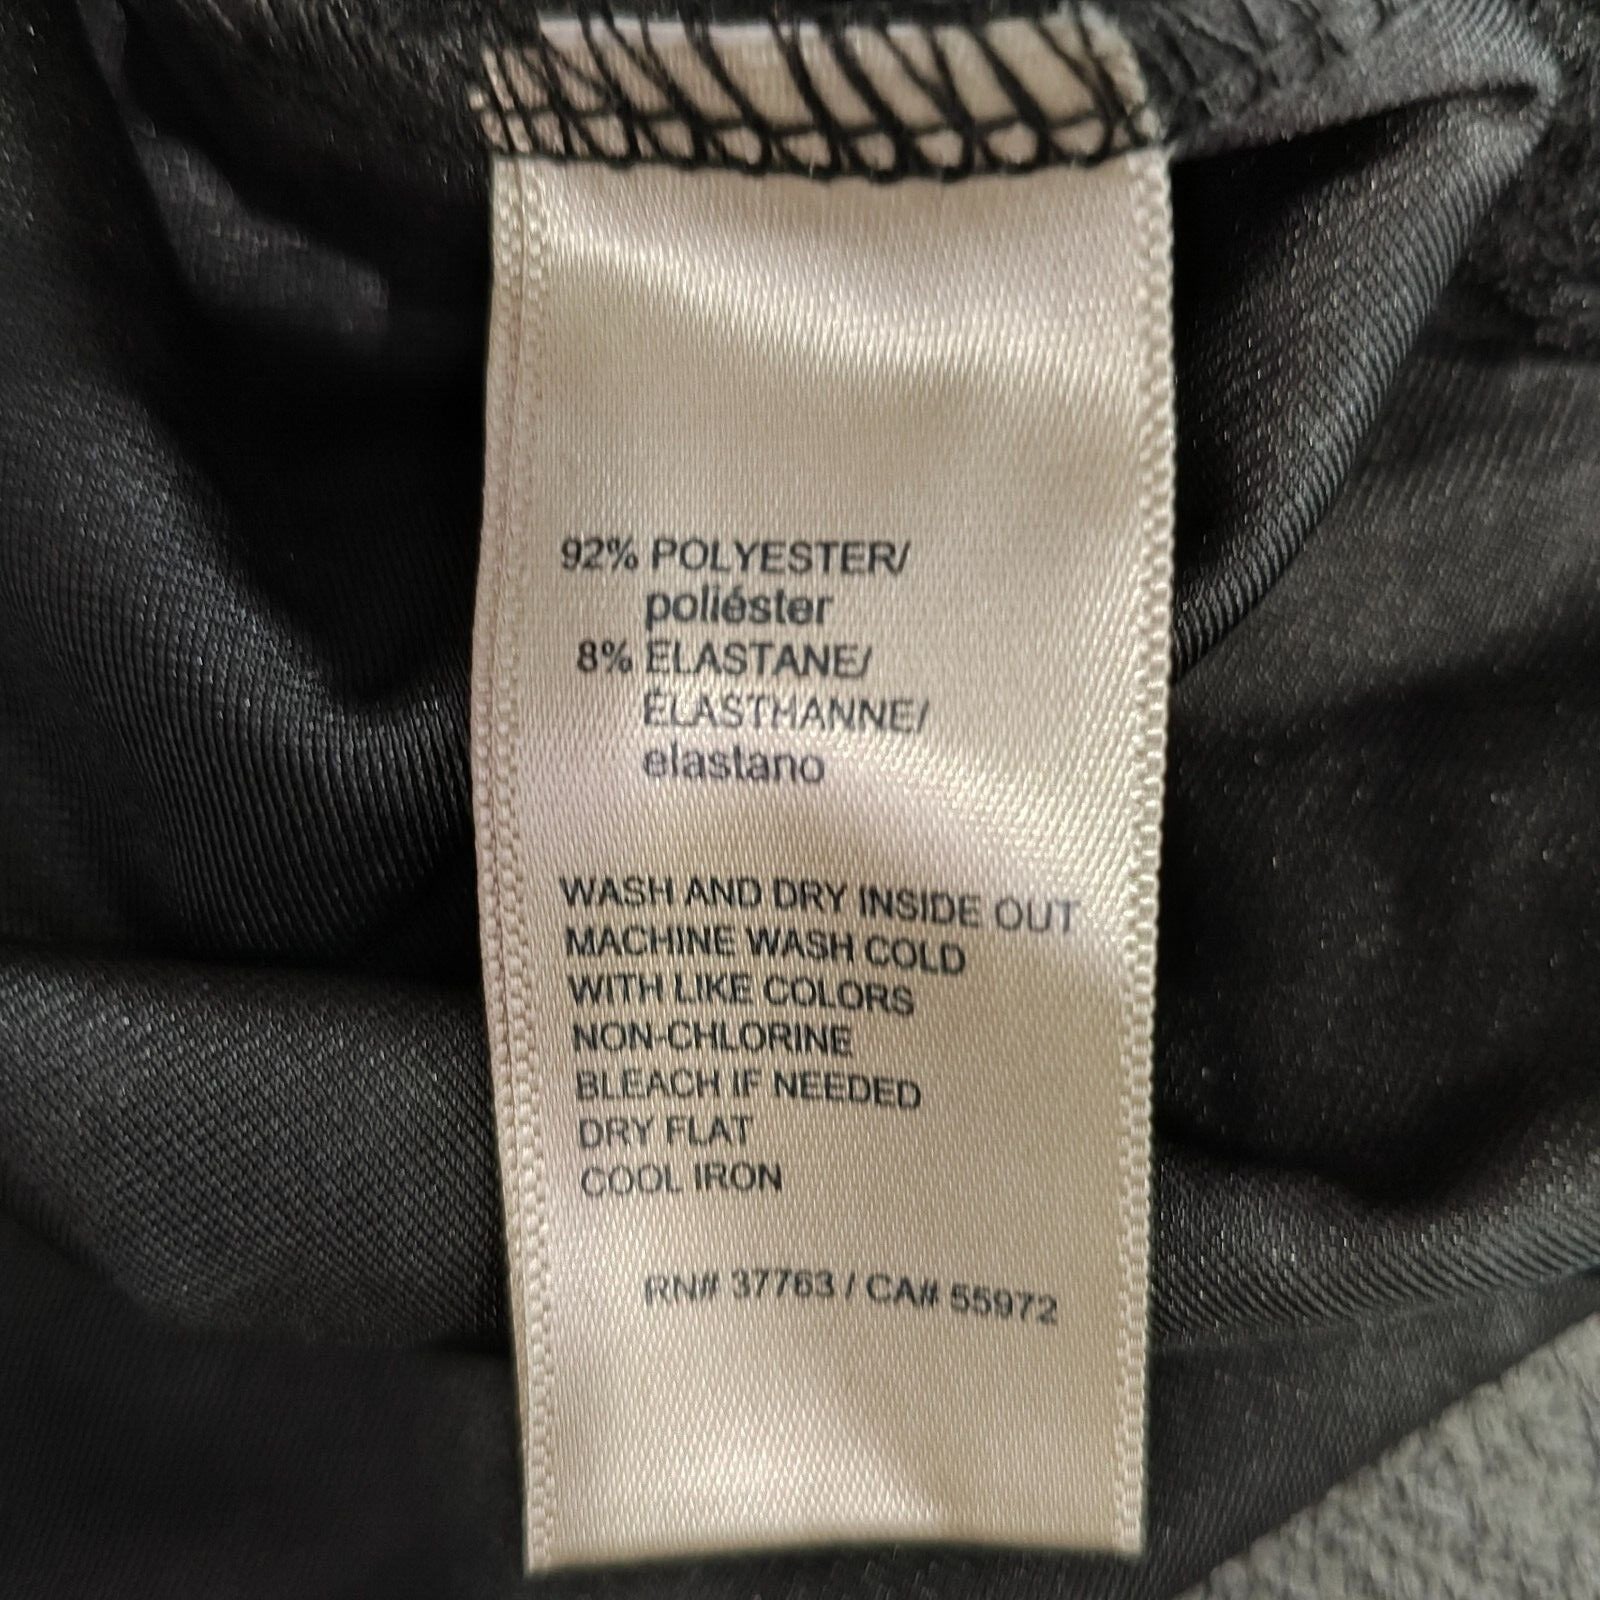 92% POLYESTER/
poliéster
8% ELASTANE/
ÉLASTHANNE/
elastano
WASH AND DRY INSIDE OUT
MACHINE WASH COLD
WITH LIKE COLORS
NON-CHLORINE
BLEACH IF NEEDED
DRY FLAT
COOL IRON
RN# 37763 / CA# 55972